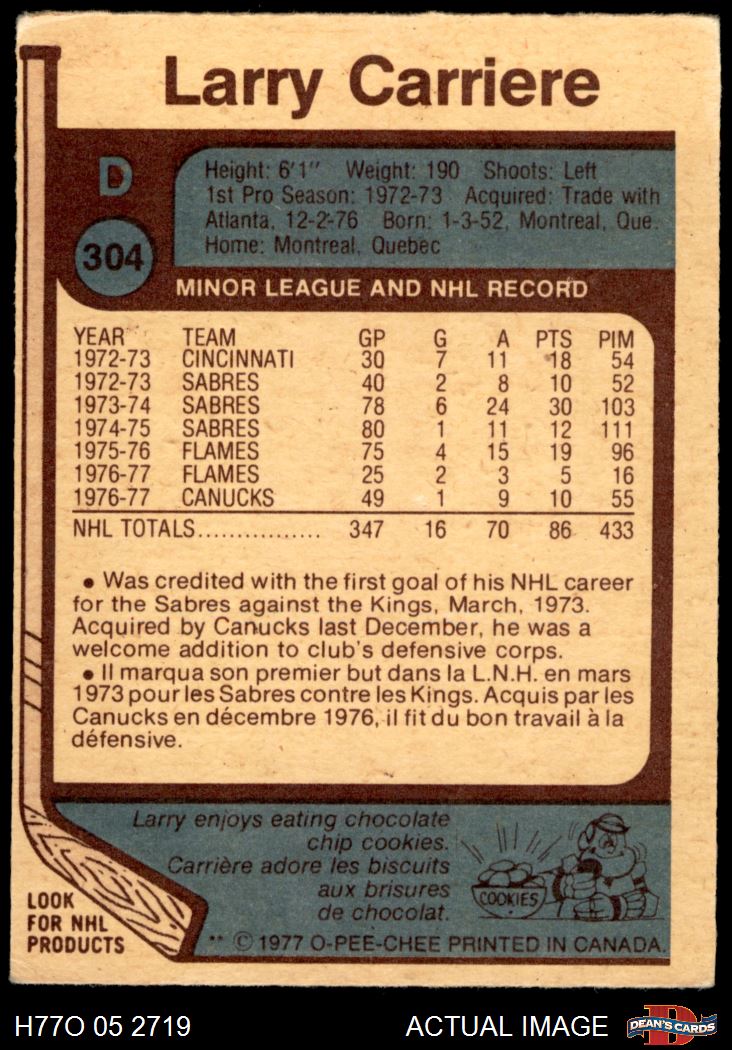 Larry Carriere
D
304
Height: 6'1" Weight: 190 Shoots: Left
1st Pro Season: 1972-73 Acquired: Trade with
Atlanta, 12-2-76 Born: 1-3-52, Montreal, Que.
Home: Montreal, Quebec
MINOR LEAGUE AND NHL RECORD
YEAR TEAM GP G A PTS PIM
1972-73 CINCINNATI 30 7 11 18 54
1972-73 SABRES 40 2 8 10 52
1973-74 SABRES 78 6 24 30 103
1974-75 SABRES 80 1 11 12 111
1975-76 FLAMES 75 4 15 19 96
1976-77 FLAMES 25 2 3 5 16
1976-77 CANUCKS 49 1 9 10 55
NHL TOTALS................ 347 16 70 86 433
• Was credited with the first goal of his NHL career
for the Sabres against the Kings, March, 1973.
Acquired by Canucks last December, he was a
welcome addition to club's defensive corps.
• Il marqua son premier but dans la L.N.H. en mars
1973 pour les Sabres contre les Kings. Acquis par les
Canucks en décembre 1976, il fit du bon travail à la
défensive.
Larry enjoys eating chocolate
chip cookies.
Carrière adore les biscuits
aux brisures
de chocolat.
COOKIES
LOOK
FOR NHL
PRODUCTS
** © 1977 O-PEE-CHEE PRINTED IN CANADA.
H77O 05 2719
ACTUAL IMAGE
D
DEAN'S CARDS